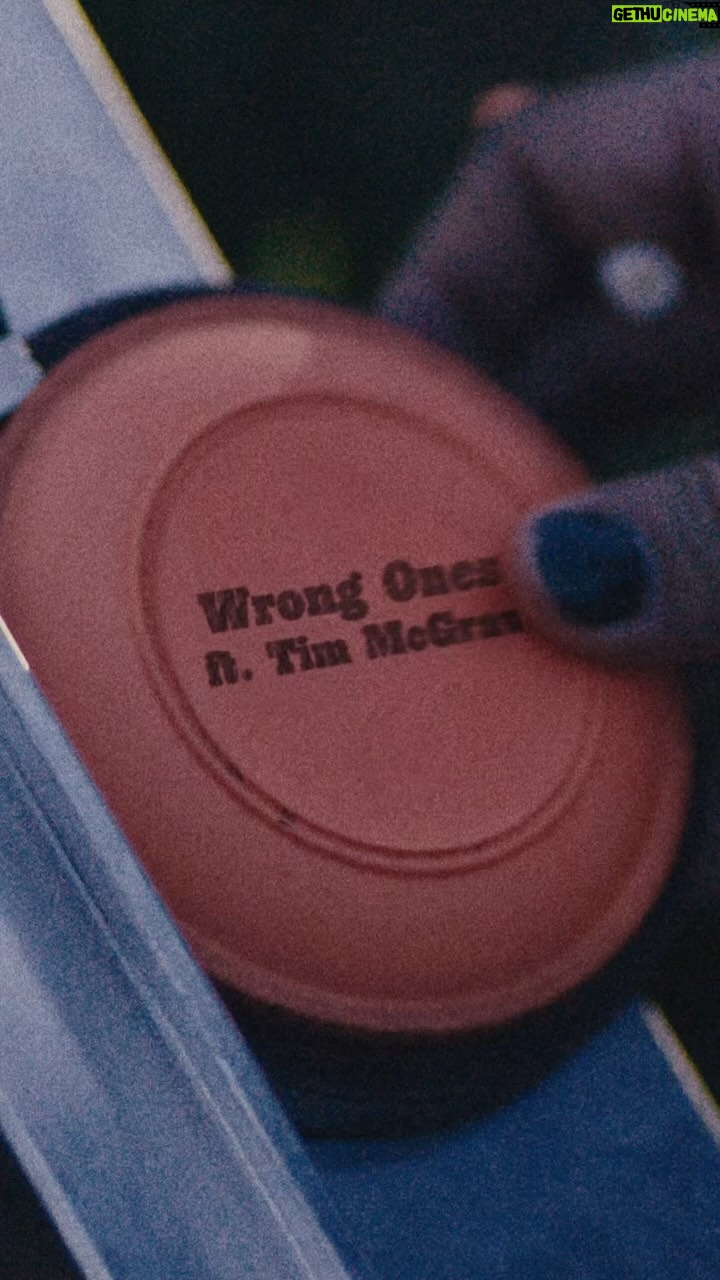 GETHUCINEMA
Wrong Ones
ft. Tim McGraw